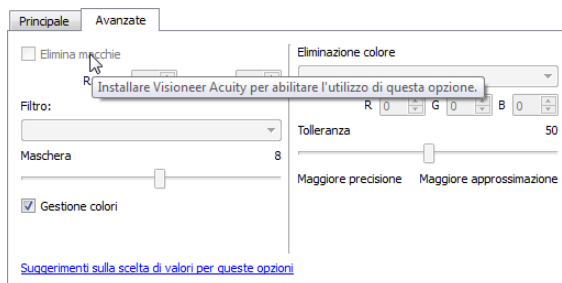 Principale Avanzate
Elimina macchie
Installare Visioneer Acuity per abilitare l'utilizzo di questa opzione.
Filtro:
Maschera 8
Gestione colori
Eliminazione colore
R 0 G 0 B 0
Tolleranza 50
Maggiore precisione Maggiore approssimazione
Suggerimenti sulla scelta di valori per queste opzioni